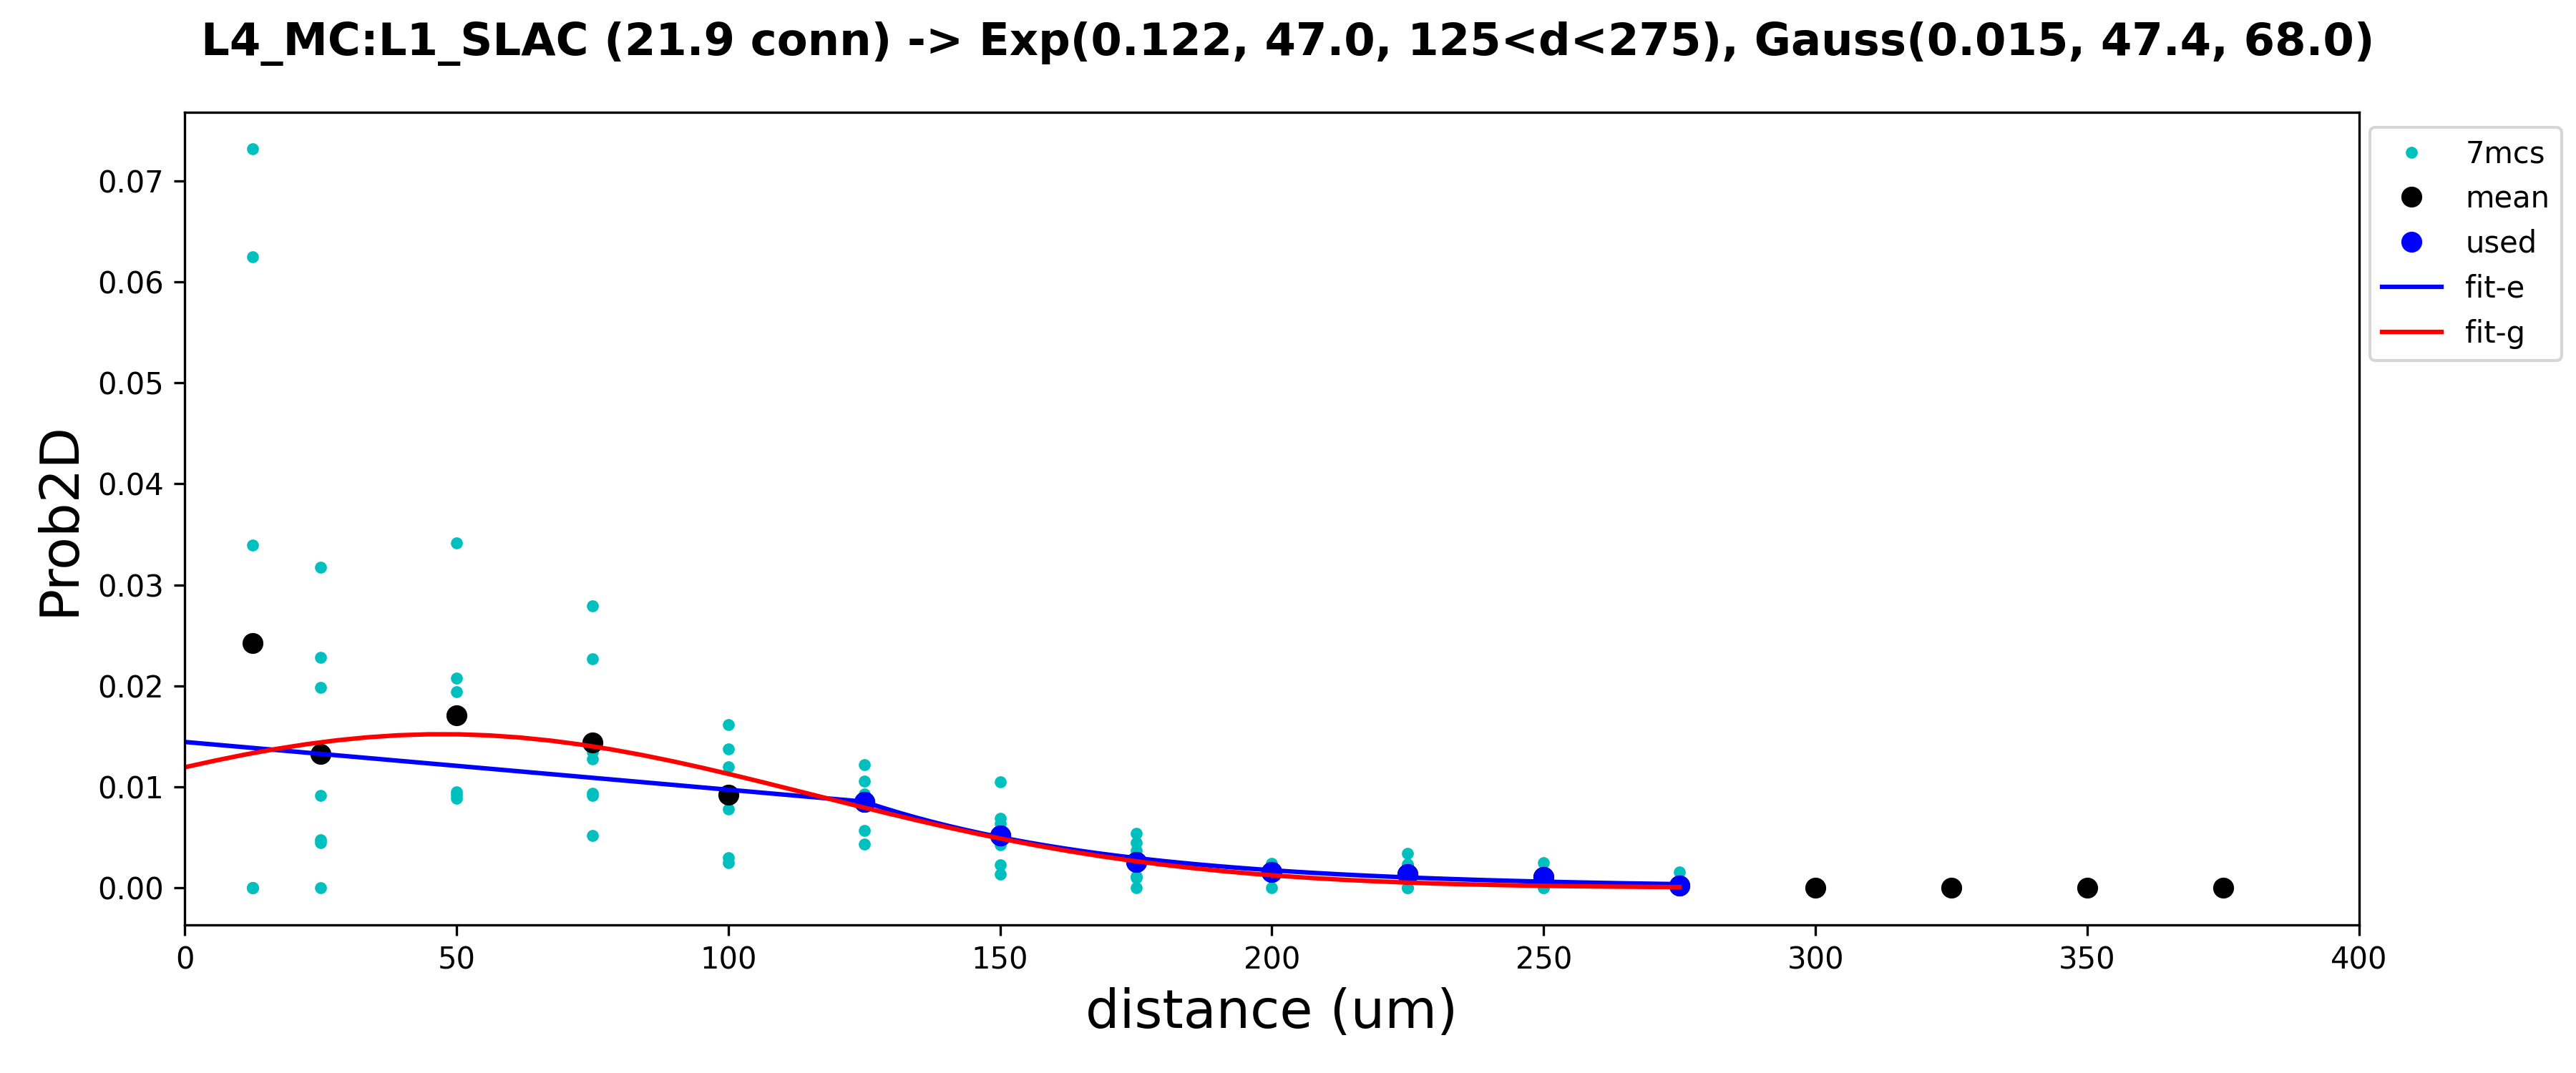 L4_MC:L1_SLAC (21.9 conn) -> Exp(0.122, 47.0, 125<d<275), Gauss(0.015, 47.4, 68.0)
7mcs
mean
used
fit-e
fit-g
Prob2D
0.07
0.06
0.05
0.04
0.03
0.02
0.01
0.00
0 50 100 150 200 250 300 350 400
distance (um)